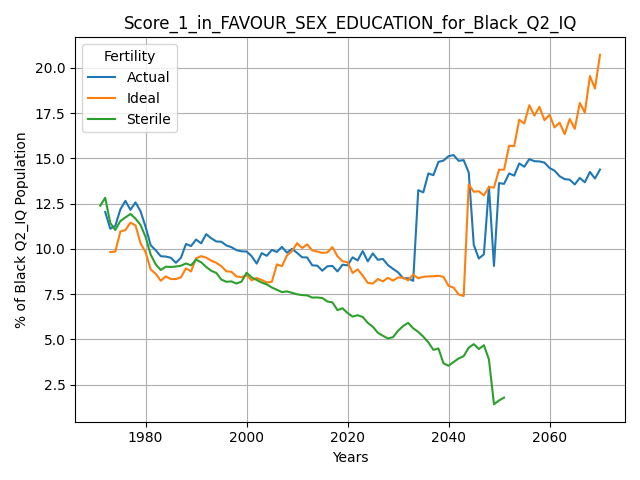 Score_1_in_FAVOUR_SEX_EDUCATION_for_Black_Q2_IQ
Fertility
Actual
Ideal
Sterile
% of Black Q2_IQ Population
20.0
17.5
15.0
12.5
10.0
7.5
5.0
2.5
1980
2000
2020
2040
2060
Years